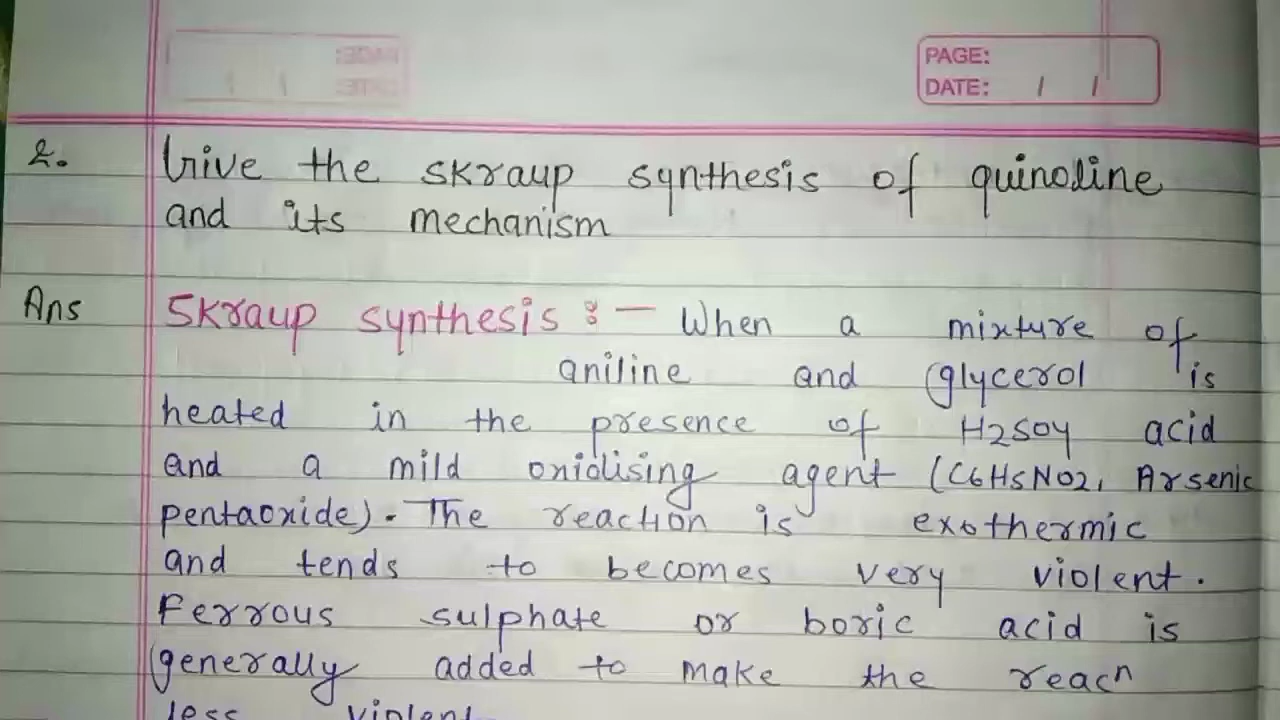 PAGE:
DATE: / /
2. Give the skraup synthesis of quinoline
and its mechanism
Ans Skraup synthesis :- When a mixture of
aniline and glycerol is
heated in the presence of H2SO4 acid
and a mild oxidising agent (C6H5NO2, Arsenic
pentaoxide). The reaction is exothermic
and tends to becomes very violent.
Ferrous sulphate or boric acid is
generally added to make the reacn
less violent